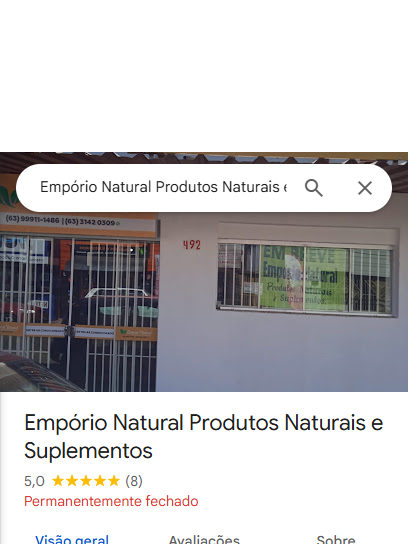 Empório Natural Produtos Naturais e
(63) 99911-1486 | (63) 3142 0309
492
EM BREVE
Empório Natural
Produtos Naturais
e Suplementos
Empório Natural Produtos Naturais e
Suplementos
5,0 ★★★★★ (8)
Permanentemente fechado
Visão geral
Avaliações
Sobre